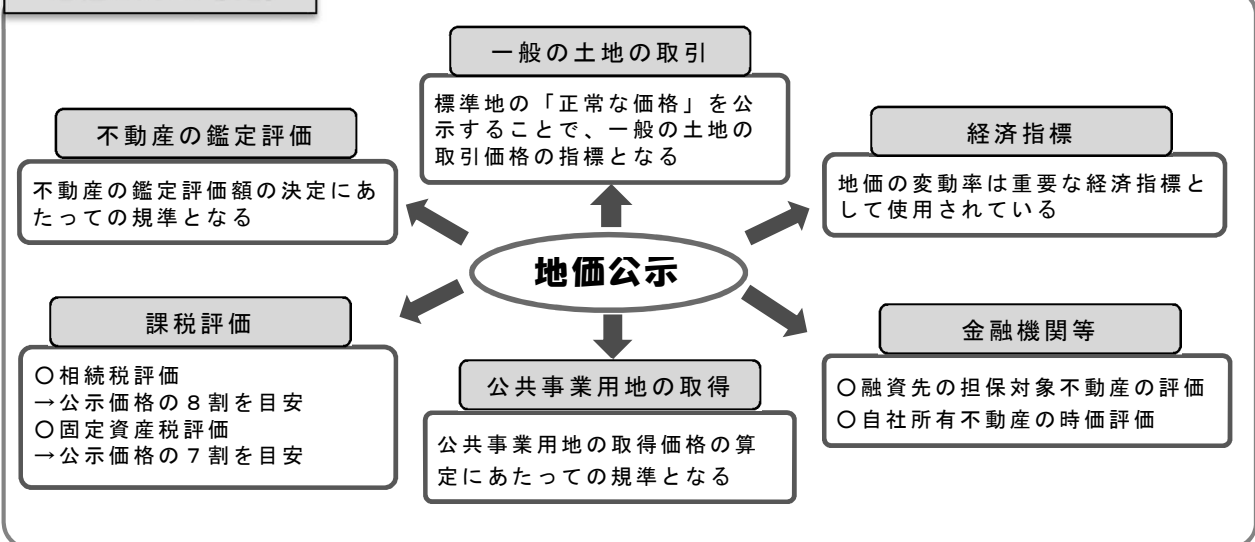 一般の土地の取引
標準地の「正常な価格」を公
示することで、一般の土地の
取引価格の指標となる
不動産の鑑定評価
不動産の鑑定評価額の決定にあ
たっての規準となる
経済指標
地価の変動率は重要な経済指標と
して使用されている
地価公示
課税評価
〇相続税評価
→公示価格の８割を目安
〇固定資産税評価
→公示価格の７割を目安
公共事業用地の取得
公共事業用地の取得価格の算
定にあたっての規準となる
金融機関等
〇融資先の担保対象不動産の評価
〇自社所有不動産の時価評価